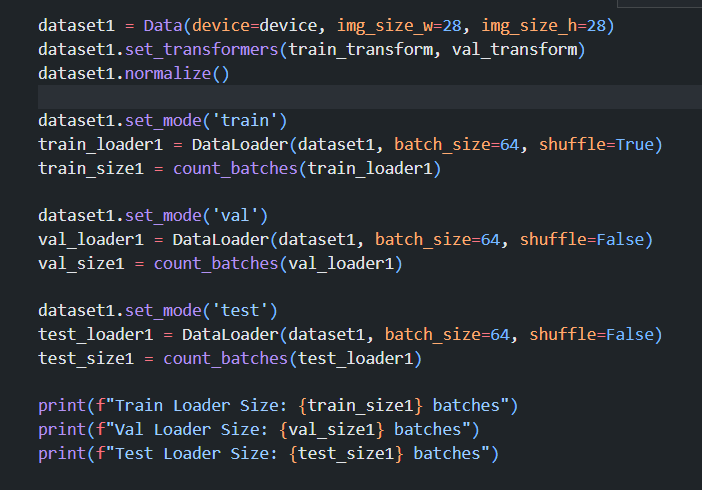 dataset1 = Data(device=device, img_size_w=28, img_size_h=28)
dataset1.set_transformers(train_transform, val_transform)
dataset1.normalize()
dataset1.set_mode('train')
train_loader1 = DataLoader(dataset1, batch_size=64, shuffle=True)
train_size1 = count_batches(train_loader1)
dataset1.set_mode('val')
val_loader1 = DataLoader(dataset1, batch_size=64, shuffle=False)
val_size1 = count_batches(val_loader1)
dataset1.set_mode('test')
test_loader1 = DataLoader(dataset1, batch_size=64, shuffle=False)
test_size1 = count_batches(test_loader1)
print(f"Train Loader Size: {train_size1} batches")
print(f"Val Loader Size: {val_size1} batches")
print(f"Test Loader Size: {test_size1} batches")